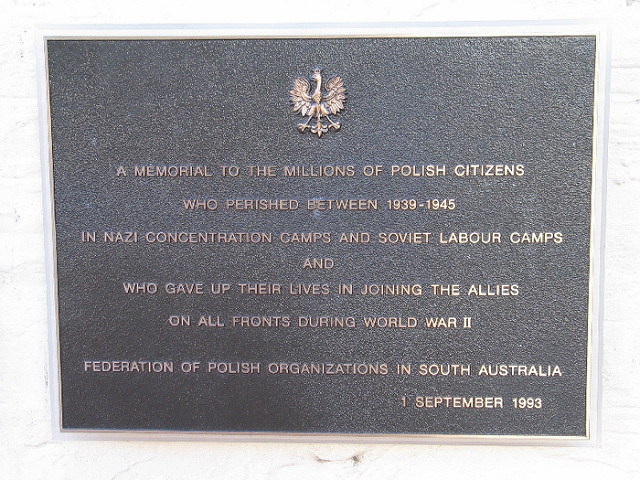 A MEMORIAL TO THE MILLIONS OF POLISH CITIZENS
WHO PERISHED BETWEEN 1939-1945
IN NAZI CONCENTRATION CAMPS AND SOVIET LABOUR CAMPS
AND
WHO GAVE UP THEIR LIVES IN JOINING THE ALLIES
ON ALL FRONTS DURING WORLD WAR II
FEDERATION OF POLISH ORGANIZATIONS IN SOUTH AUSTRALIA
1 SEPTEMBER 1993